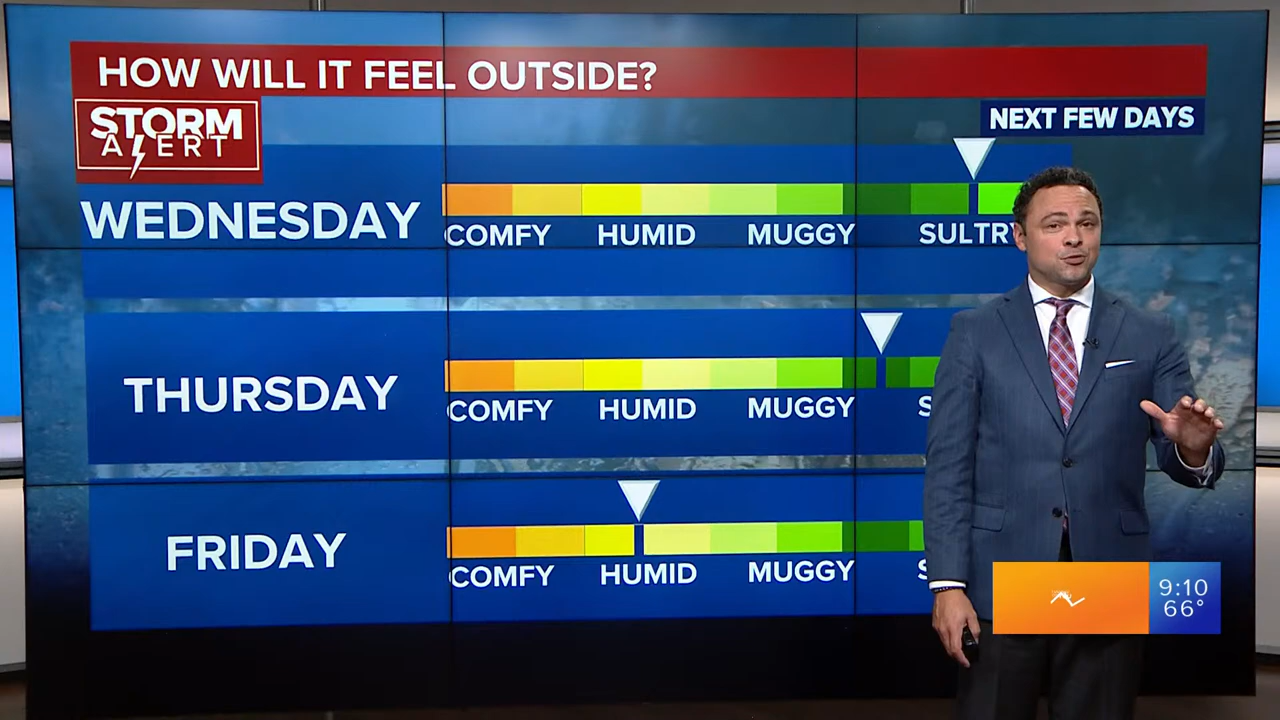 HOW WILL IT FEEL OUTSIDE?
STORM
ALERT
NEXT FEW DAYS
WEDNESDAY
COMFY HUMID MUGGY SULTRY
THURSDAY
COMFY HUMID MUGGY S
FRIDAY
COMFY HUMID MUGGY S
9:10
66°